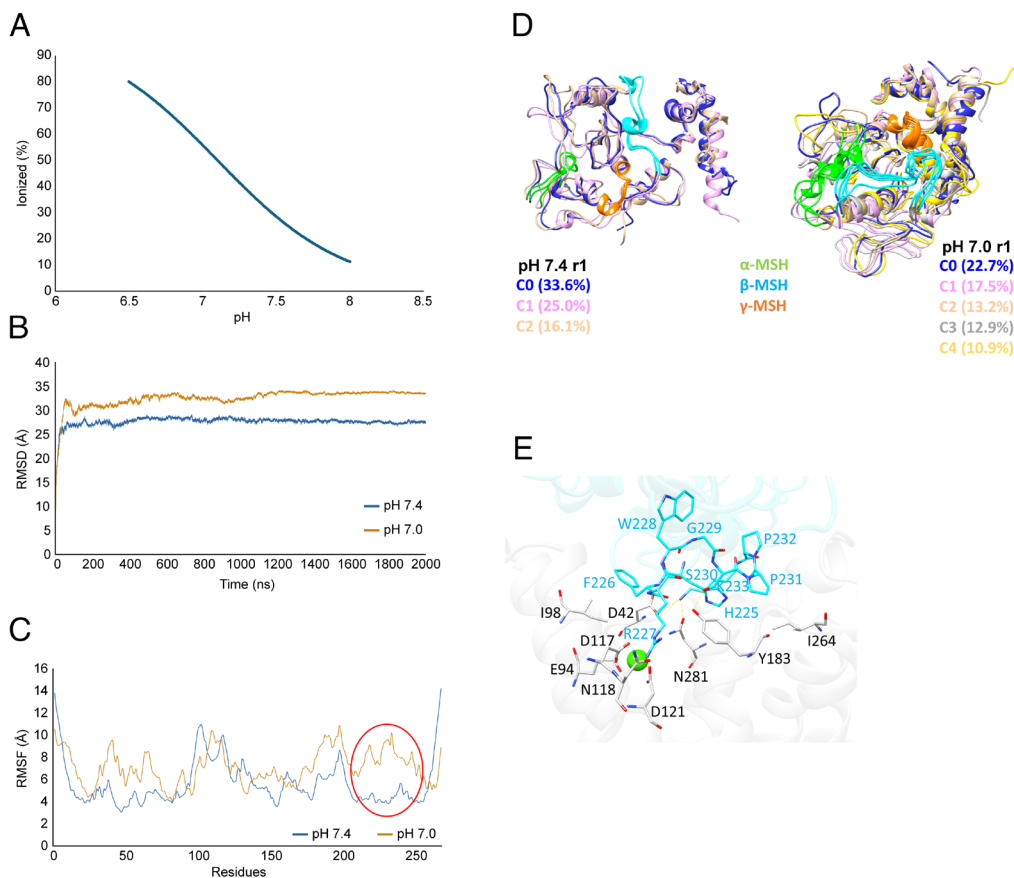 A
90
80
70
60
50
40
30
20
10
0
Ionized (%)
6
6.5
7
7.5
8
8.5
pH
B
40
35
30
25
20
15
10
5
0
RMSD (Å)
pH 7.4
pH 7.0
0
200
400
600
800
1000
1200
1400
1600
1800
2000
Time (ns)
C
16
14
12
10
8
6
4
2
0
RMSF (Å)
pH 7.4
pH 7.0
0
50
100
150
200
250
Residues
D
pH 7.4 r1
C0 (33.6%)
C1 (25.0%)
C2 (16.1%)
α-MSH
β-MSH
γ-MSH
pH 7.0 r1
C0 (22.7%)
C1 (17.5%)
C2 (13.2%)
C3 (12.9%)
C4 (10.9%)
E
W228
G229
P232
F226
S230
K233
P231
I98
D42
H225
D117
R227
I264
E94
N118
N281
Y183
D121